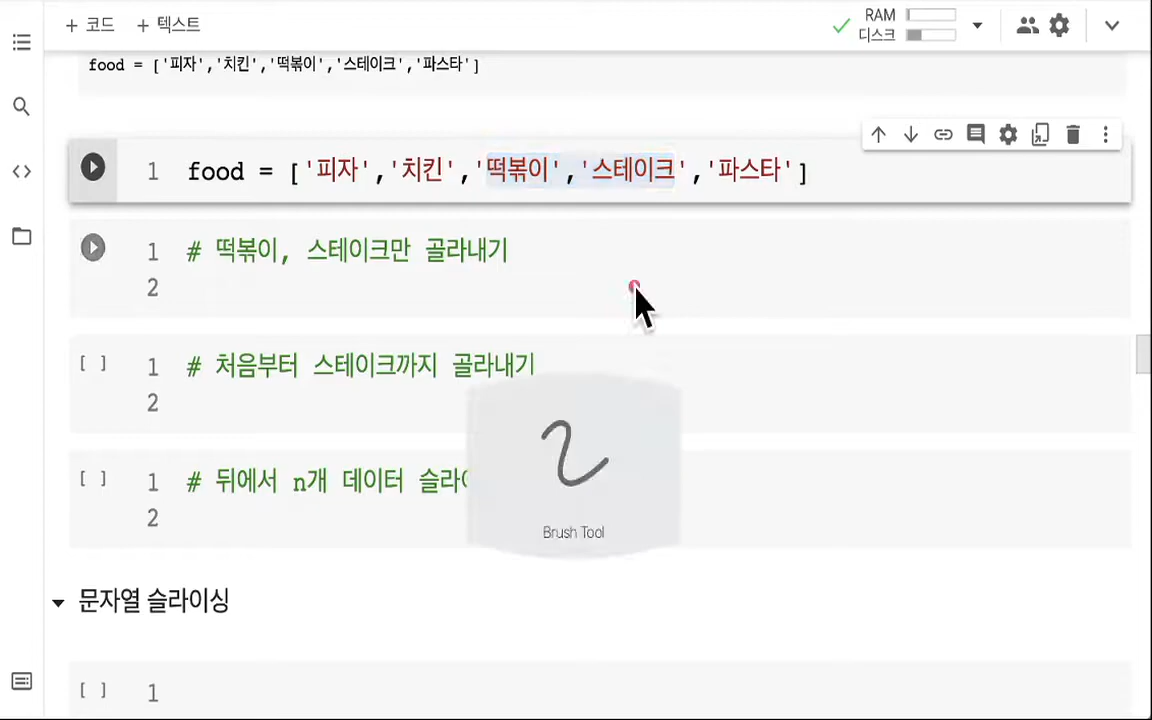 + 코드 + 텍스트
RAM
디스크
food = ['피자','치킨','떡볶이','스테이크','파스타']
1 food = ['피자','치킨','떡볶이','스테이크','파스타']
1 # 떡볶이, 스테이크만 골라내기
2
[ ] 1 # 처음부터 스테이크까지 골라내기
2
[ ] 1 # 뒤에서 n개 데이터
2
Brush Tool
문자열 슬라이싱
[ ] 1